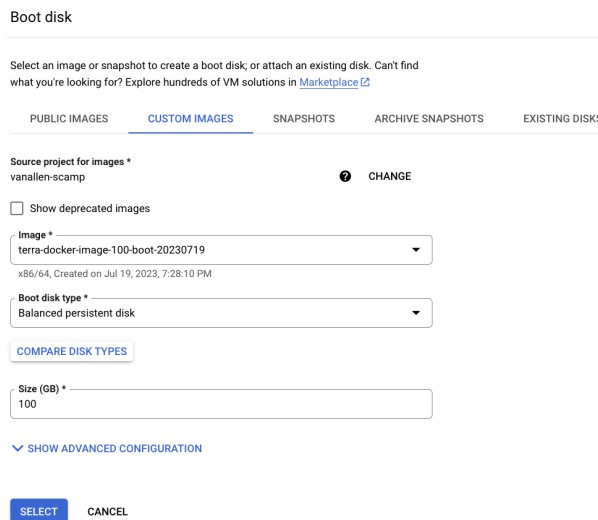 Boot disk
Select an image or snapshot to create a boot disk; or attach an existing disk. Can't find
what you're looking for? Explore hundreds of VM solutions in Marketplace
PUBLIC IMAGES CUSTOM IMAGES SNAPSHOTS ARCHIVE SNAPSHOTS EXISTING DISKS
Source project for images *
vanallen-scamp
CHANGE
Show deprecated images
Image *
terra-docker-image-100-boot-20230719
x86/64, Created on Jul 19, 2023, 7:28:10 PM
Boot disk type *
Balanced persistent disk
COMPARE DISK TYPES
Size (GB) *
100
SHOW ADVANCED CONFIGURATION
SELECT CANCEL